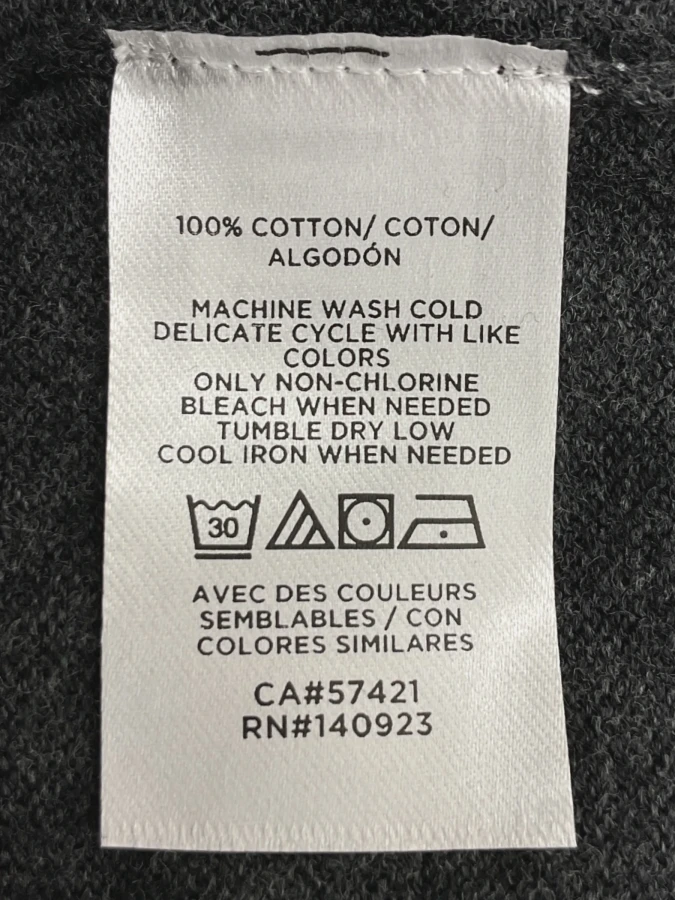 100% COTTON/ COTON/
ALGODÓN
MACHINE WASH COLD
DELICATE CYCLE WITH LIKE
COLORS
ONLY NON-CHLORINE
BLEACH WHEN NEEDED
TUMBLE DRY LOW
COOL IRON WHEN NEEDED
30
AVEC DES COULEURS
SEMBLABLES / CON
COLORES SIMILARES
CA#57421
RN#140923